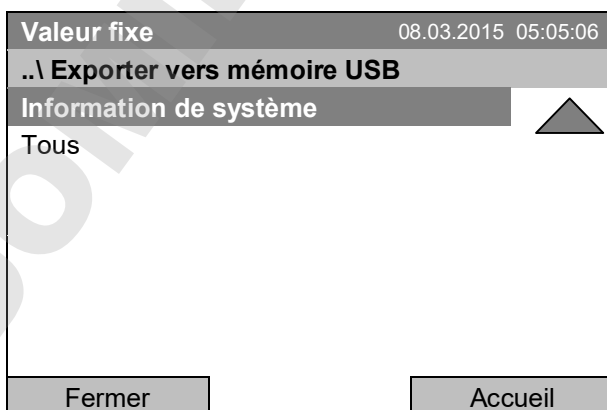 Valeur fixe 08.03.2015 05:05:06
..\ Exporter vers mémoire USB
Information de système
Tous
Fermer Accueil